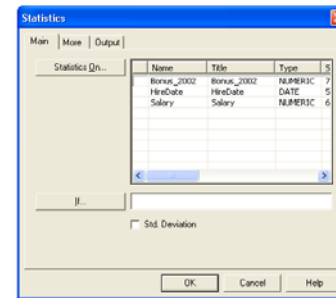 Statistics
Main More Output
Statistics On...
Name Title Type S
Bonus_2002 Bonus_2002 NUMERIC 7
HireDate HireDate DATE 5
Salary Salary NUMERIC 6
If...
Std. Deviation
OK Cancel Help